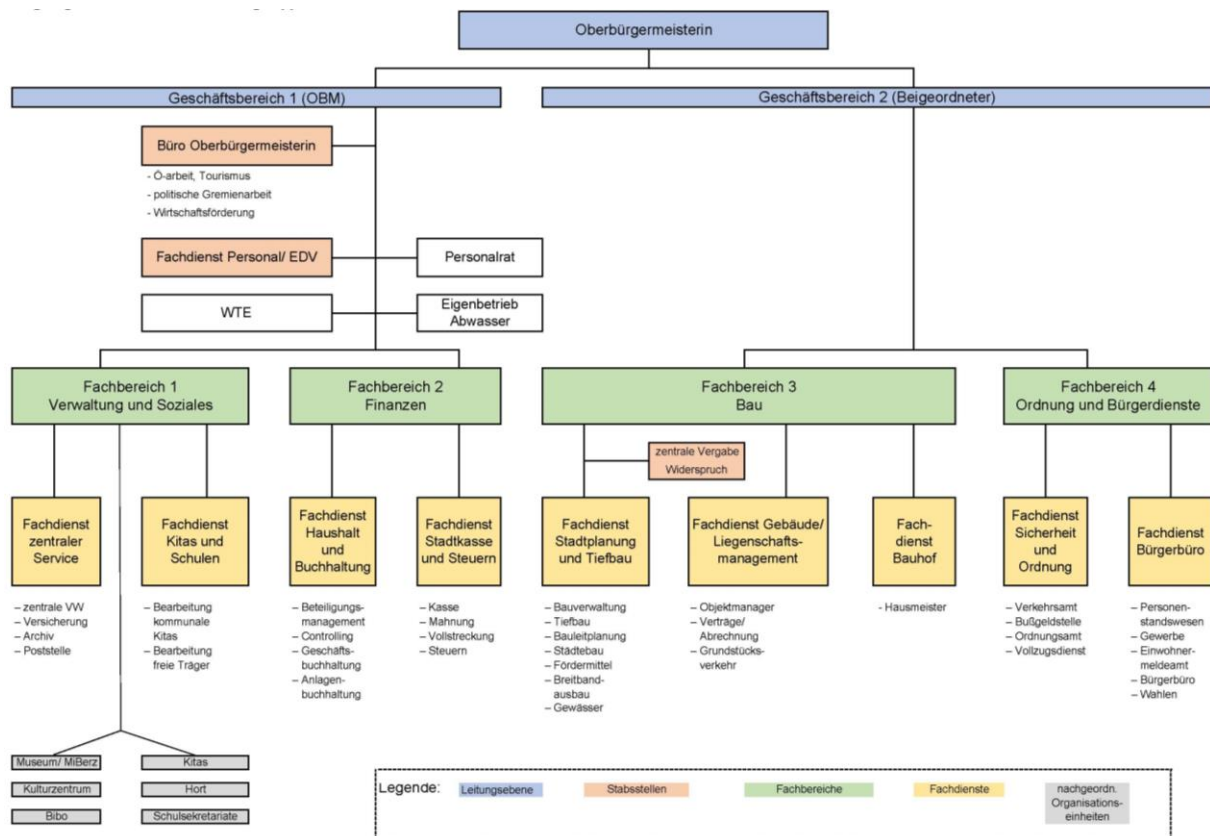 Oberbürgermeisterin
Geschäftsbereich 1 (OBM)
Geschäftsbereich 2 (Beigeordneter)
Büro Oberbürgermeisterin
- Ö-arbeit, Tourismus
- politische Gremienarbeit
- Wirtschaftsförderung
Fachdienst Personal/ EDV
Personalrat
WTE
Eigenbetrieb
Abwasser
Fachbereich 1
Verwaltung und Soziales
Fachbereich 2
Finanzen
Fachbereich 3
Bau
Fachbereich 4
Ordnung und Bürgerdienste
zentrale Vergabe
Widerspruch
Fachdienst
zentraler
Service
Fachdienst
Kitas und
Schulen
Fachdienst
Haushalt
und
Buchhaltung
Fachdienst
Stadtkasse
und Steuern
Fachdienst
Stadtplanung
und Tiefbau
Fachdienst Gebäude/
Liegenschafts-
management
Fach-
dienst
Bauhof
Fachdienst
Sicherheit
und
Ordnung
Fachdienst
Bürgerbüro
– zentrale VW
– Versicherung
– Archiv
– Poststelle
– Bearbeitung
kommunale
Kitas
– Bearbeitung
freie Träger
– Beteiligungs-
management
– Controlling
– Geschäfts-
buchhaltung
– Anlagen-
buchhaltung
– Kasse
– Mahnung
– Vollstreckung
– Steuern
– Bauverwaltung
– Tiefbau
– Bauleitplanung
– Städtebau
– Fördermittel
– Breitband-
ausbau
– Gewässer
– Objektmanager
– Verträge/
Abrechnung
– Grundstücks-
verkehr
- Hausmeister
– Verkehrsamt
– Bußgeldstelle
– Ordnungsamt
– Vollzugsdienst
– Personen-
standswesen
– Gewerbe
– Einwohner-
meldeamt
– Bürgerbüro
– Wahlen
Museum/ MiBerz
Kulturzentrum
Bibo
Kitas
Hort
Schulsekretariate
Legende:
Leitungsebene
Stabsstellen
Fachbereiche
Fachdienste
nachgeordn.
Organisations-
einheiten